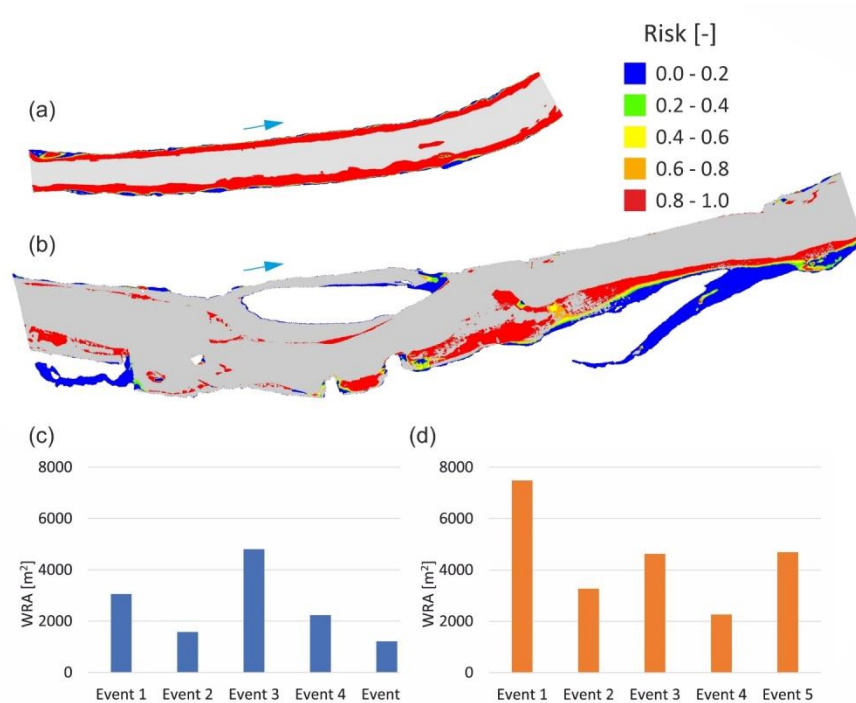 Risk [-]
0.0 - 0.2
0.2 - 0.4
0.4 - 0.6
0.6 - 0.8
0.8 - 1.0
(a)
(b)
(c)
8000
6000
4000
2000
0
WRA [m²]
Event 1 Event 2 Event 3 Event 4 Event
(d)
8000
6000
4000
2000
0
WRA [m²]
Event 1 Event 2 Event 3 Event 4 Event 5